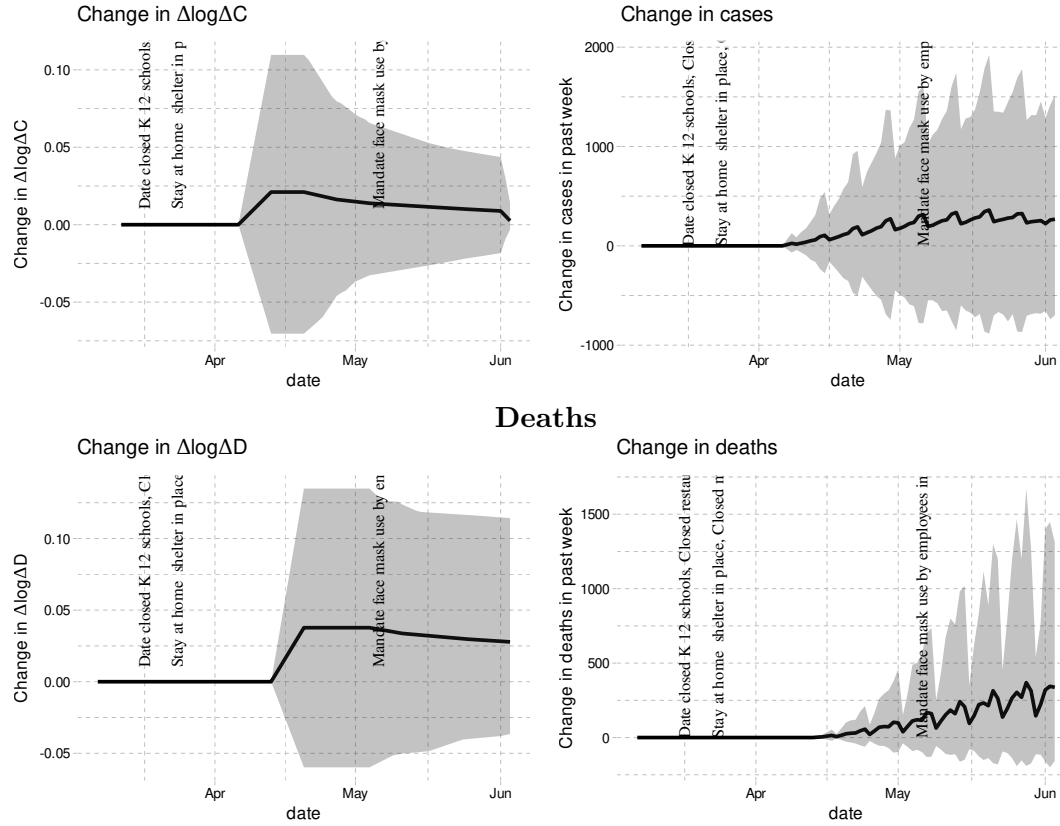 Change in ΔlogΔC
Change in ΔlogΔC
0.10
0.05
0.00
-0.05
Date closed K 12 schools
Stay at home shelter in p
Mandate face mask use by
Apr
May
Jun
date
Change in cases
Change in cases in past week
2000
1000
0
-1000
Date closed K 12 schools, Clos
Stay at home shelter in place,
Mandate face mask use by emp
Apr
May
Jun
date
Deaths
Change in ΔlogΔD
Change in ΔlogΔD
0.10
0.05
0.00
-0.05
Date closed K 12 schools, Cl
Stay at home shelter in place
Mandate face mask use by em
Apr
May
Jun
date
Change in deaths
Change in deaths in past week
1500
1000
500
0
Date closed K 12 schools, Closed restau
Stay at home shelter in place, Closed m
Mandate face mask use by employees in
Apr
May
Jun
date